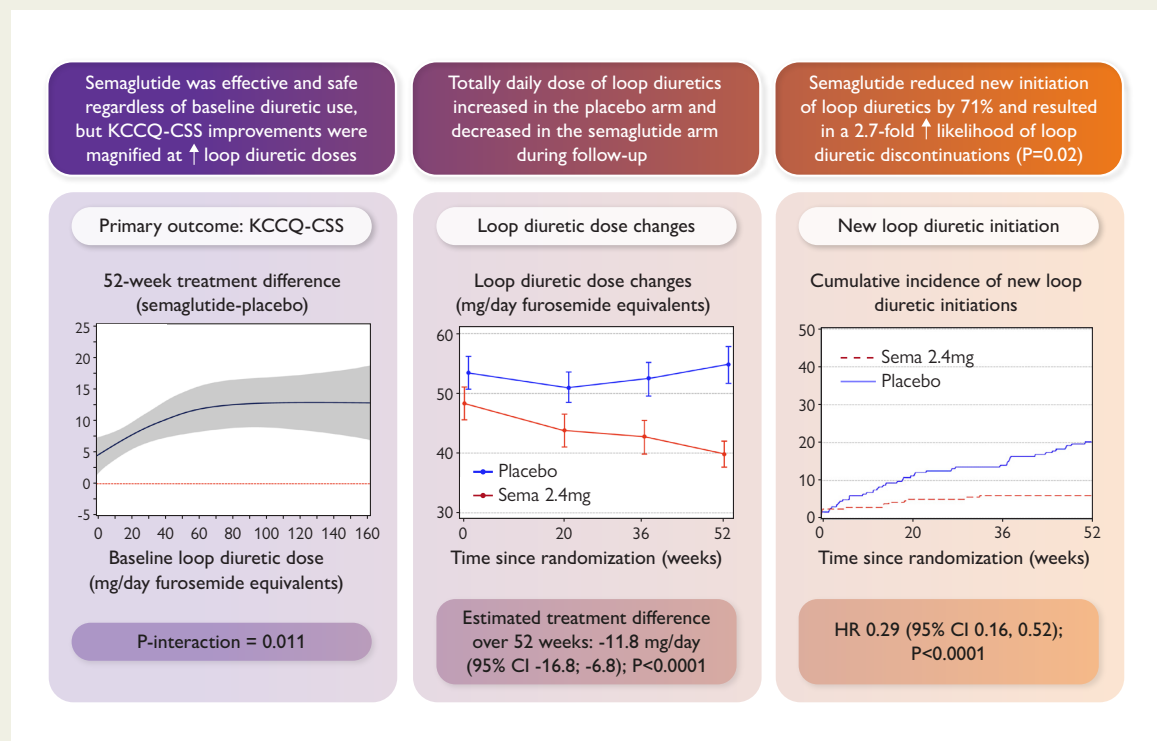 Semaglutide was effective and safe
regardless of baseline diuretic use,
but KCCQ-CSS improvements were
magnified at ↑ loop diuretic doses
Totally daily dose of loop diuretics
increased in the placebo arm and
decreased in the semaglutide arm
during follow-up
Semaglutide reduced new initiation
of loop diuretics by 71% and resulted
in a 2.7-fold ↑ likelihood of loop
diuretic discontinuations (P=0.02)
Primary outcome: KCCQ-CSS
52-week treatment difference
(semaglutide-placebo)
25
20
15
10
5
0
-5
0 20 40 60 80 100 120 140 160
Baseline loop diuretic dose
(mg/day furosemide equivalents)
P-interaction = 0.011
Loop diuretic dose changes
Loop diuretic dose changes
(mg/day furosemide equivalents)
60
50
40
30
Placebo
Sema 2.4mg
0 20 36 52
Time since randomization (weeks)
Estimated treatment difference
over 52 weeks: -11.8 mg/day
(95% CI -16.8; -6.8); P<0.0001
New loop diuretic initiation
Cumulative incidence of new loop
diuretic initiations
50
40
30
20
10
0
Sema 2.4mg
Placebo
0 20 36 52
Time since randomization (weeks)
HR 0.29 (95% CI 0.16, 0.52);
P<0.0001